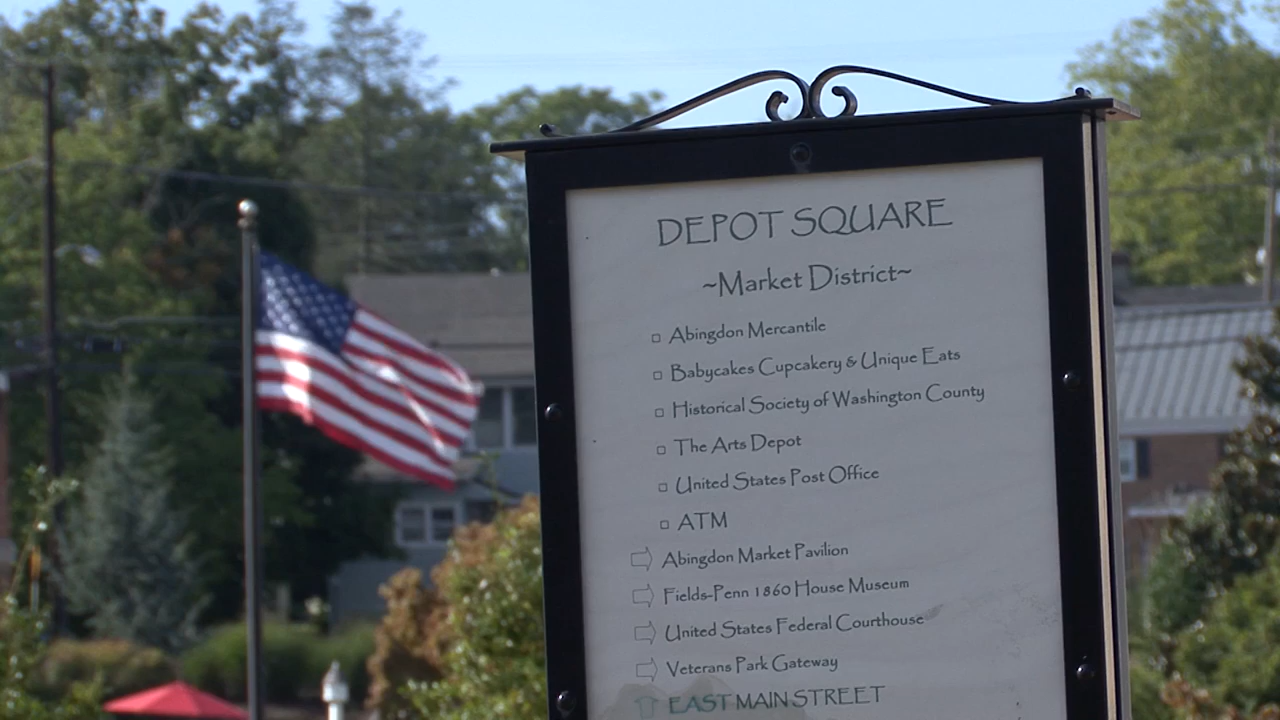 DEPOT SQUARE
~Market District~
Abingdon Mercantile
Babycakes Cupcakery & Unique Eats
Historical Society of Washington County
The Arts Depot
United States Post Office
ATM
Abingdon Market Pavilion
Fields-Penn 1860 House Museum
United States Federal Courthouse
Veterans Park Gateway
EAST MAIN STREET